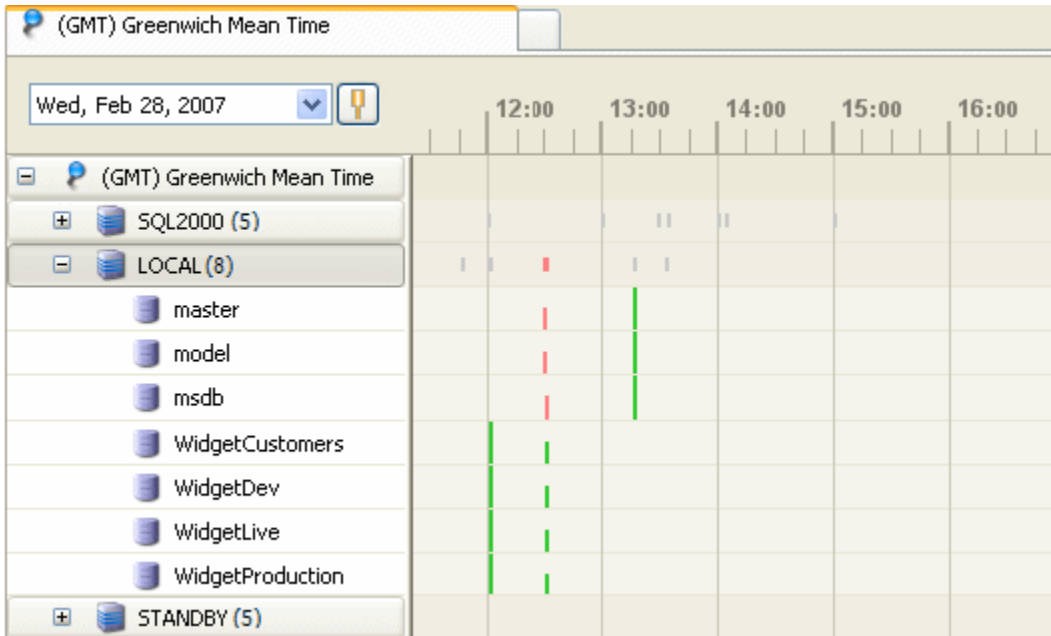 (GMT) Greenwich Mean Time
Wed, Feb 28, 2007
12:00 13:00 14:00 15:00 16:00
(GMT) Greenwich Mean Time
SQL2000 (5)
LOCAL (8)
master
model
msdb
WidgetCustomers
WidgetDev
WidgetLive
WidgetProduction
STANDBY (5)